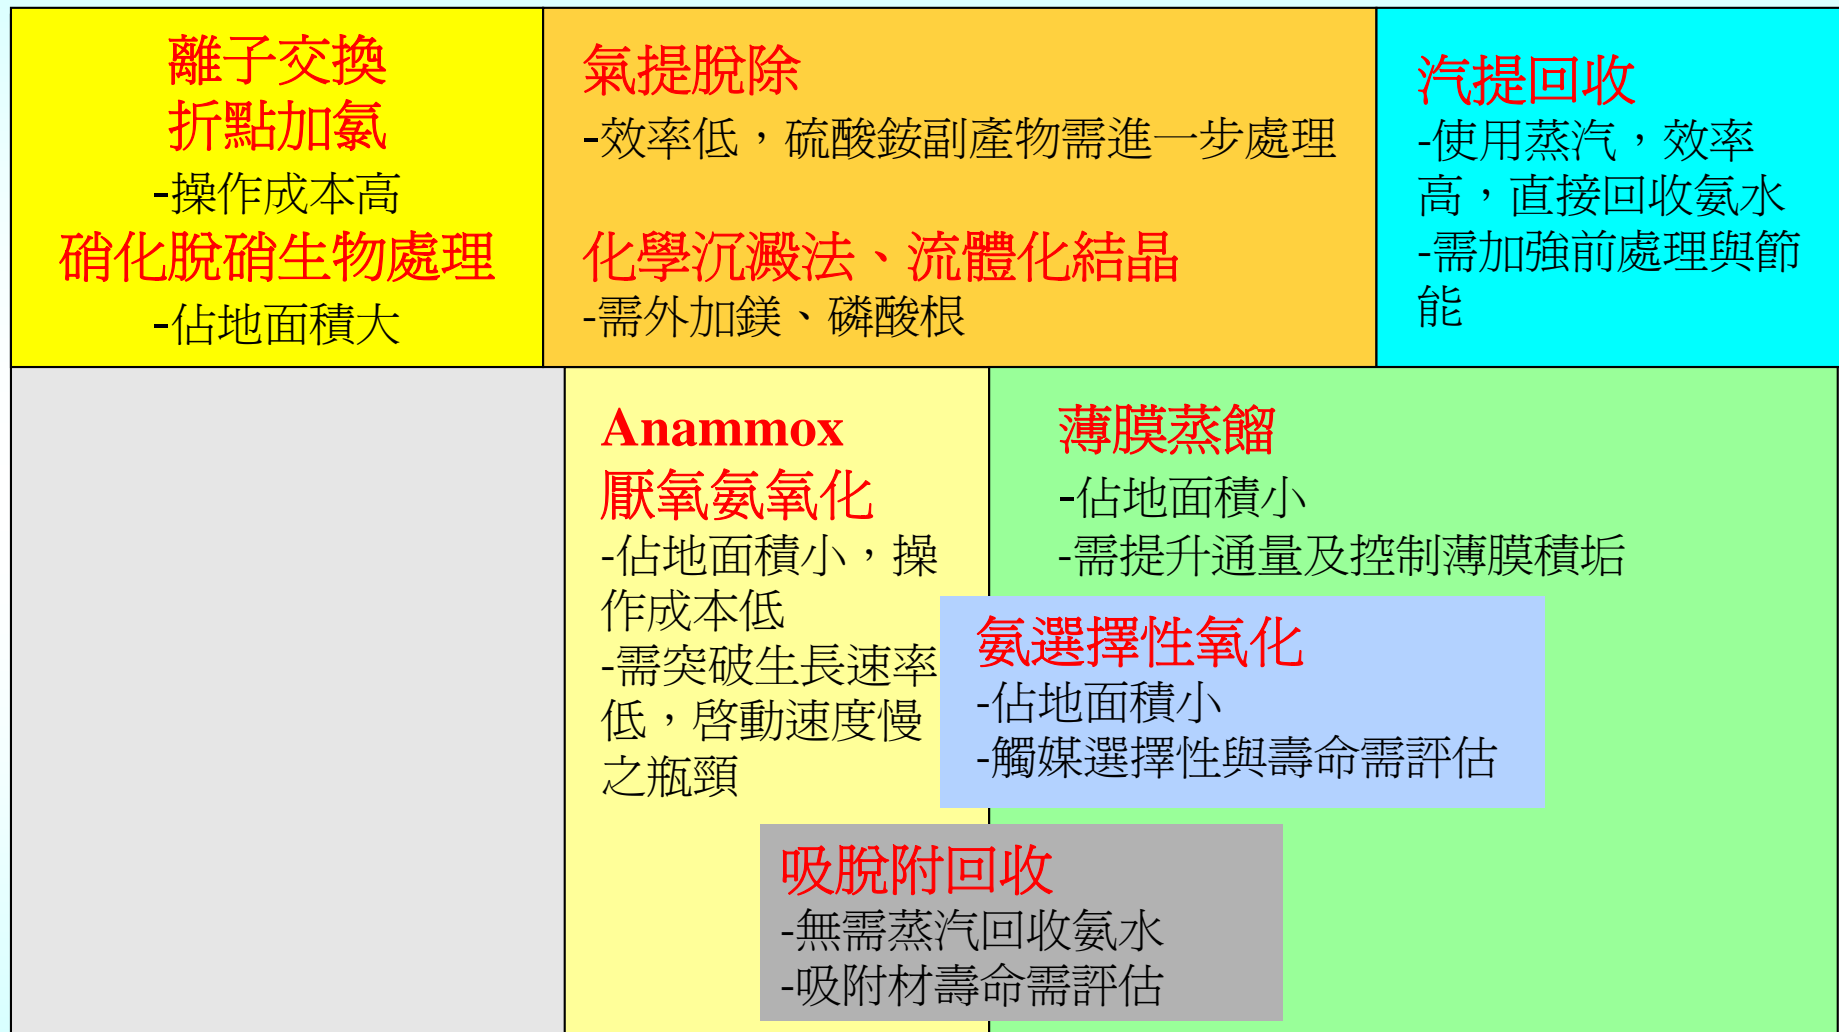 離子交換
折點加氯
-操作成本高
硝化脫硝生物處理
-佔地面積大
氣提脫除
-效率低，硫酸銨副產物需進一步處理
化學沉澱法、流體化結晶
-需外加鎂、磷酸根
汽提回收
-使用蒸汽，效率
高，直接回收氨水
-需加強前處理與節
能
Anammox
厭氧氨氧化
-佔地面積小，操
作成本低
-需突破生長速率
低，啓動速度慢
之瓶頸
薄膜蒸餾
-佔地面積小
-需提升通量及控制薄膜積垢
氨選擇性氧化
-佔地面積小
-觸媒選擇性與壽命需評估
吸脫附回收
-無需蒸汽回收氨水
-吸附材壽命需評估